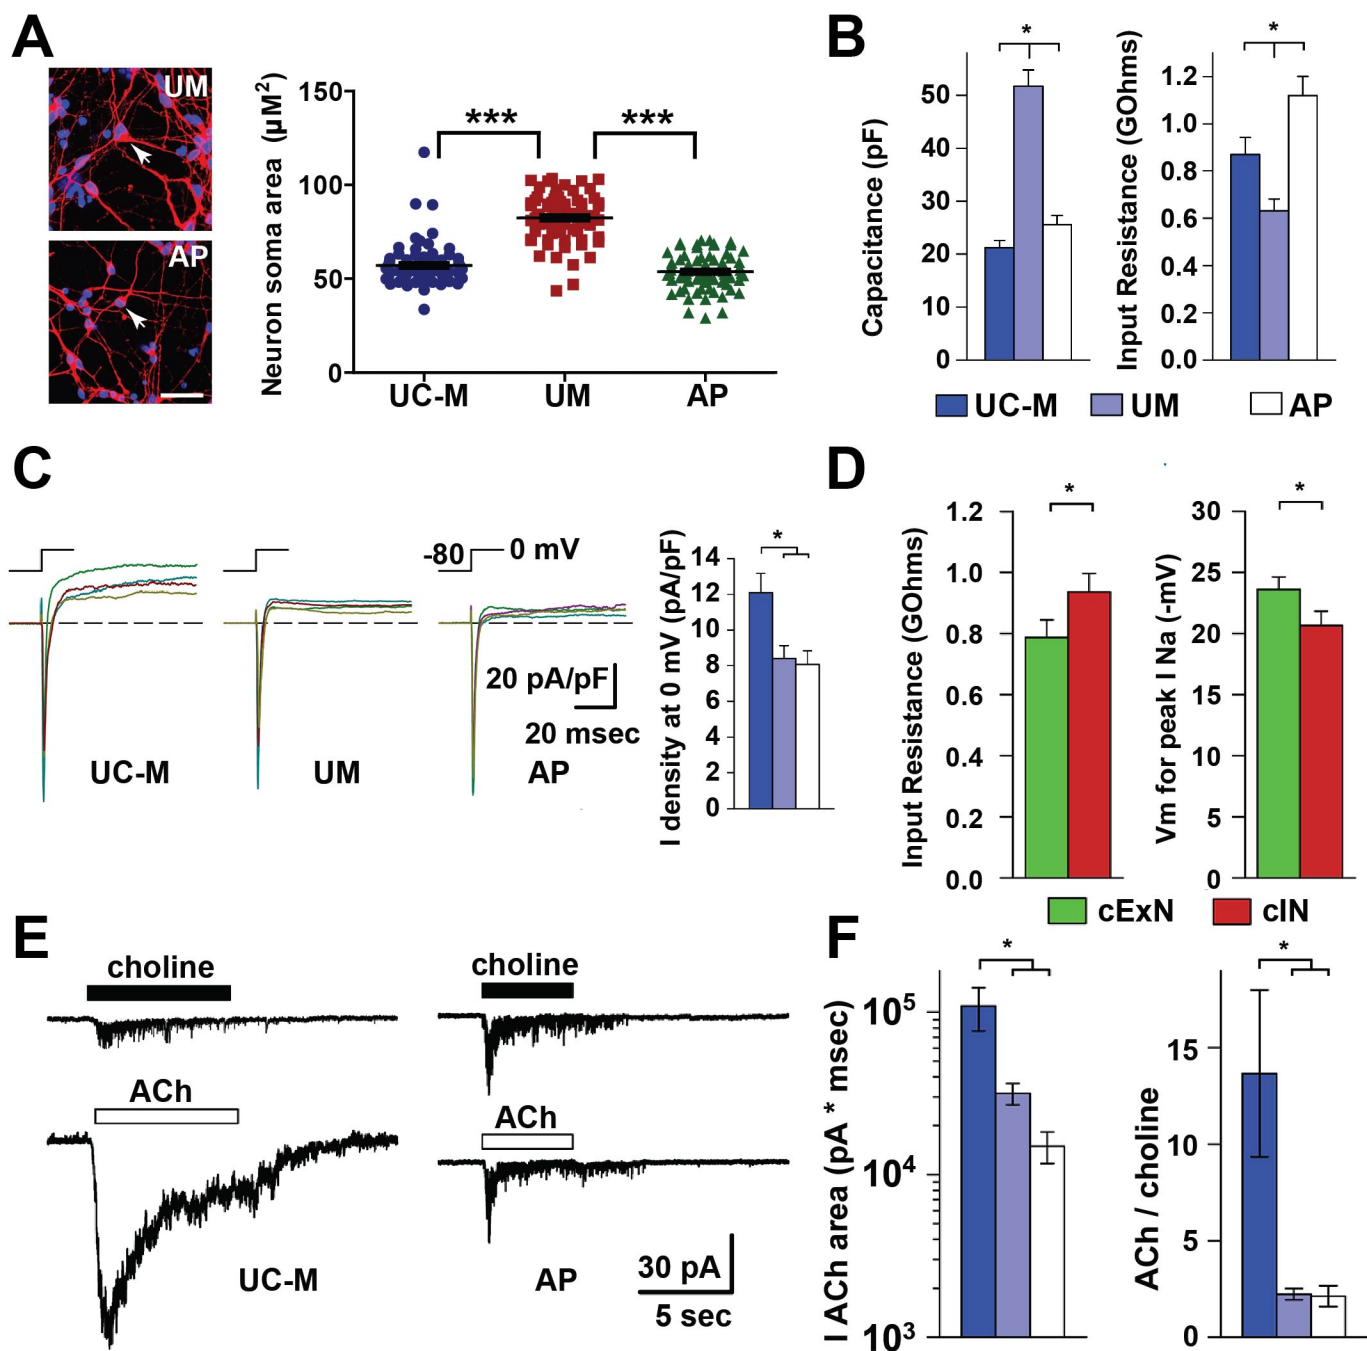 A
UM
AP
Neuron soma area (µM²)
150
100
50
0
***
***
UC-M
UM
AP
B
Capacitance (pF)
50
40
30
20
10
0
*
Input Resistance (GOhms)
1.2
1.0
0.8
0.6
0.4
0.2
0.0
*
UC-M
UM
AP
C
-80
0 mV
20 pA/pF
20 msec
UC-M
UM
AP
I density at 0 mV (pA/pF)
14
12
10
8
6
4
2
0
*
D
Input Resistance (GOhms)
1.2
1.0
0.8
0.6
0.4
0.2
0.0
*
Vm for peak I Na (-mV)
30
25
20
15
10
5
0
*
cExN
cIN
E
choline
ACh
UC-M
choline
ACh
AP
30 pA
5 sec
F
I ACh area (pA * msec)
10⁵
10⁴
10³
*
ACh / choline
15
10
5
0
*